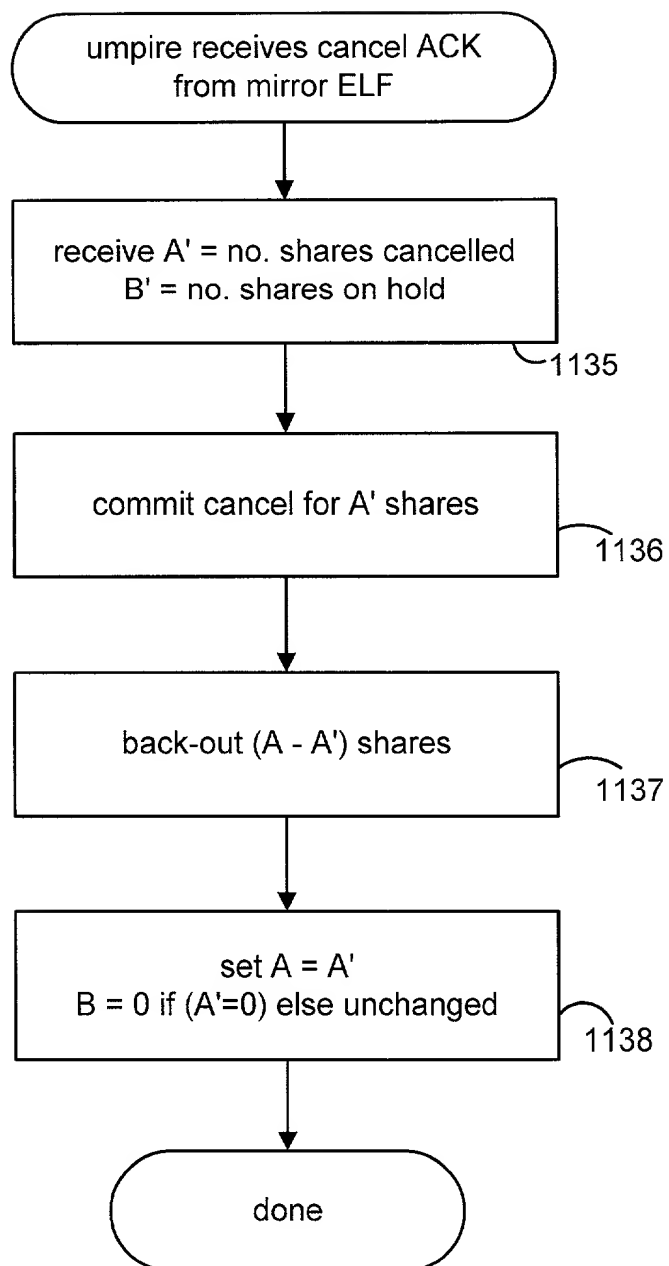 umpire receives cancel ACK
from mirror ELF
receive A' = no. shares cancelled
B' = no. shares on hold
1135
commit cancel for A' shares
1136
back-out (A - A') shares
1137
set A = A'
B = 0 if (A'=0) else unchanged
1138
done